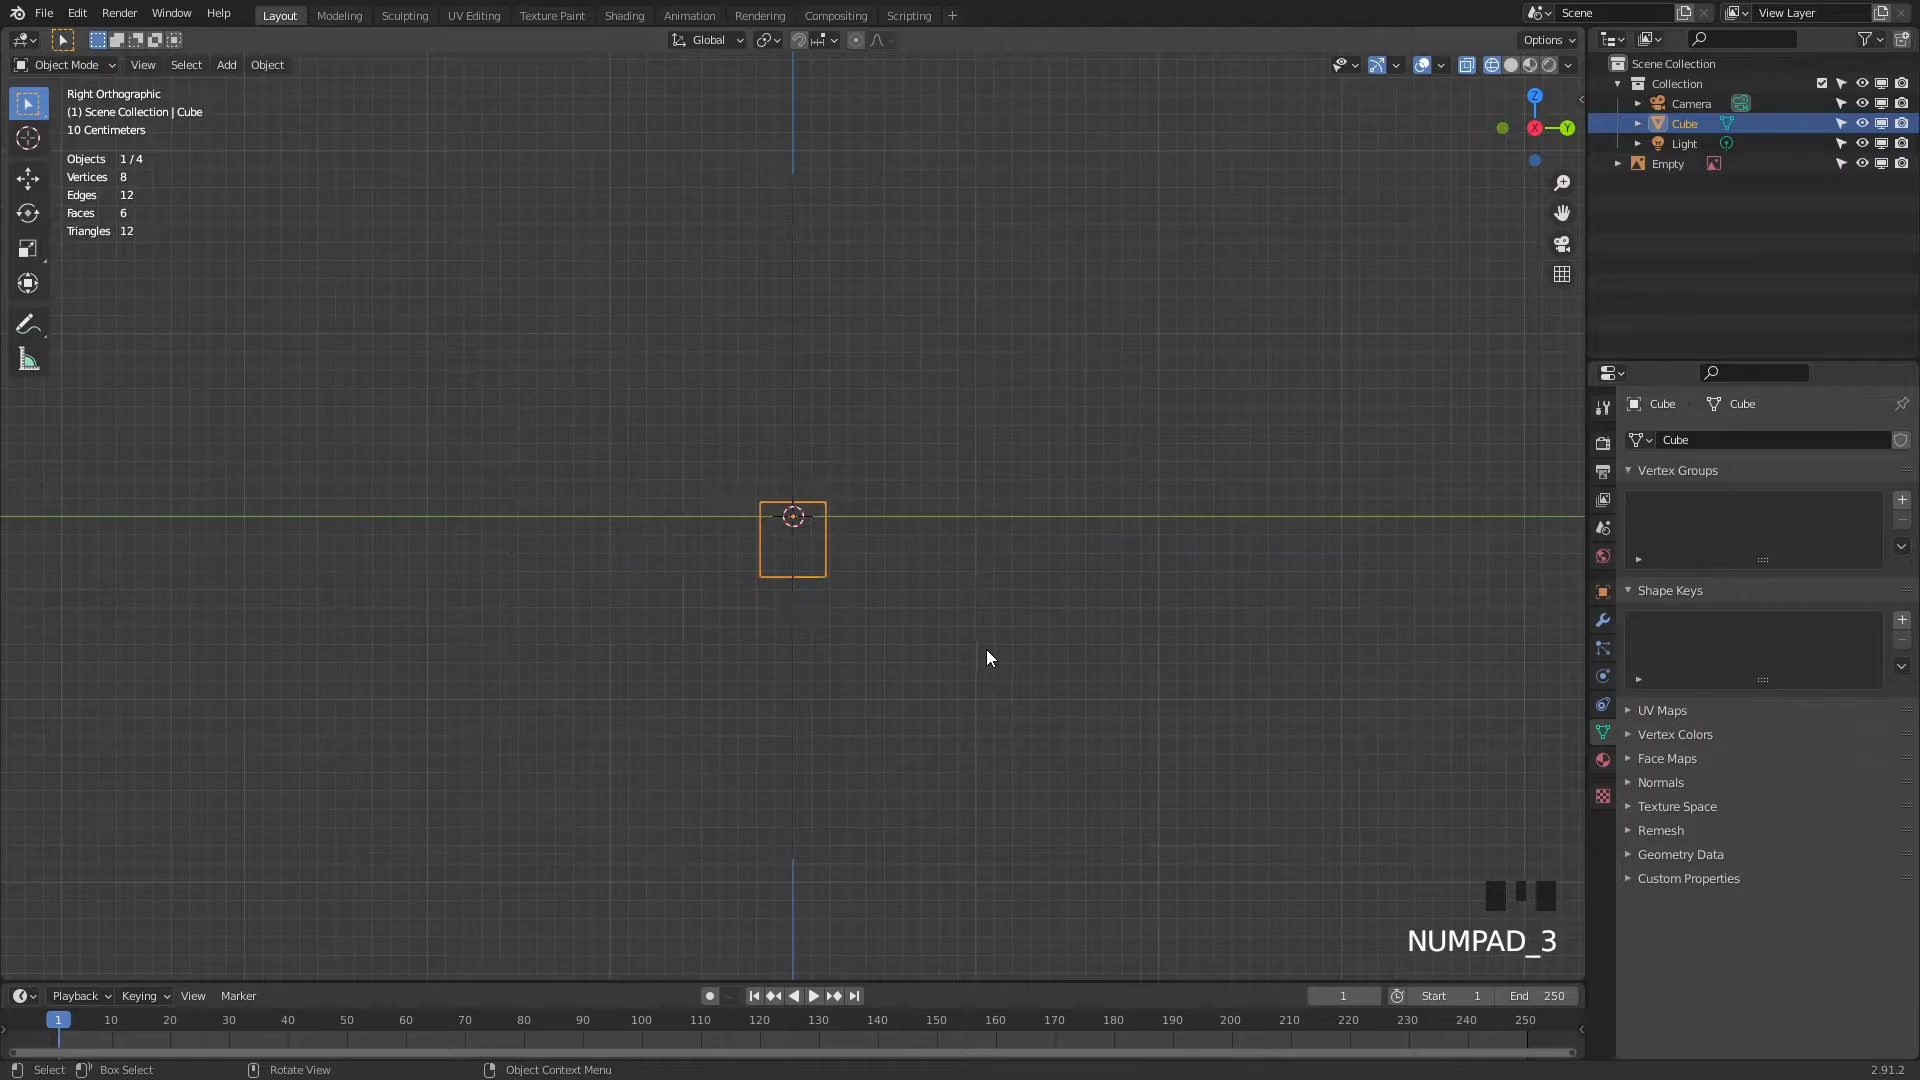 File Edit Render Window Help Layout Modeling Sculpting UV Editing Texture Paint Shading Animation Rendering Compositing Scripting Scene View Layer
Global Options
Object Mode View Select Add Object
Right Orthographic
(1) Scene Collection | Cube
10 Centimeters
Objects 1 / 4
Vertices 8
Edges 12
Faces 6
Triangles 12
Z
X
Y
Scene Collection
Collection
Camera
Cube
Light
Empty
Cube Cube
Cube
Vertex Groups
Shape Keys
UV Maps
Vertex Colors
Face Maps
Normals
Texture Space
Remesh
Geometry Data
Custom Properties
NUMPAD_3
Playback Keying View Marker 1 Start 1 End 250
1 10 20 30 40 50 60 70 80 90 100 110 120 130 140 150 160 170 180 190 200 210 220 230 240 250
Select Box Select Rotate View Object Context Menu 2.91.2